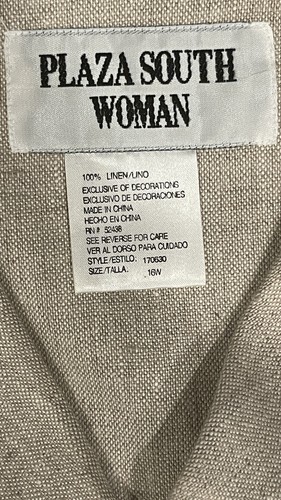 PLAZA SOUTH
WOMAN
100% LINEN/LINO
EXCLUSIVE OF DECORATIONS
EXCLUSIVO DE DECORACIONES
MADE IN CHINA
HECHO EN CHINA
RN# 52438
SEE REVERSE FOR CARE
VER AL DORSO PARA CUIDADO
STYLE/ESTILO: 170630
SIZE/TALLA: 16W